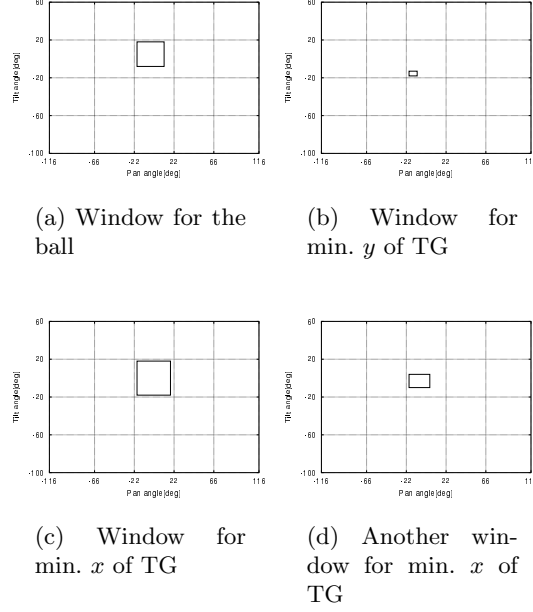 60
20
-20
-60
-100
-116 -66 -22 22 66 116
Tilt angle[deg]
Pan angle[deg]
(a) Window for the
ball
60
20
-20
-60
-100
-116 -66 -22 22 66 11
Tilt angle[deg]
Pan angle[deg]
(b) Window for
min. y of TG
60
20
-20
-60
-100
-116 -66 -22 22 66 116
Tilt angle[deg]
Pan angle[deg]
(c) Window for
min. x of TG
60
20
-20
-60
-100
-116 -66 -22 22 66 116
Tilt angle[deg]
Pan angle[deg]
(d) Another win-
dow for min. x of
TG